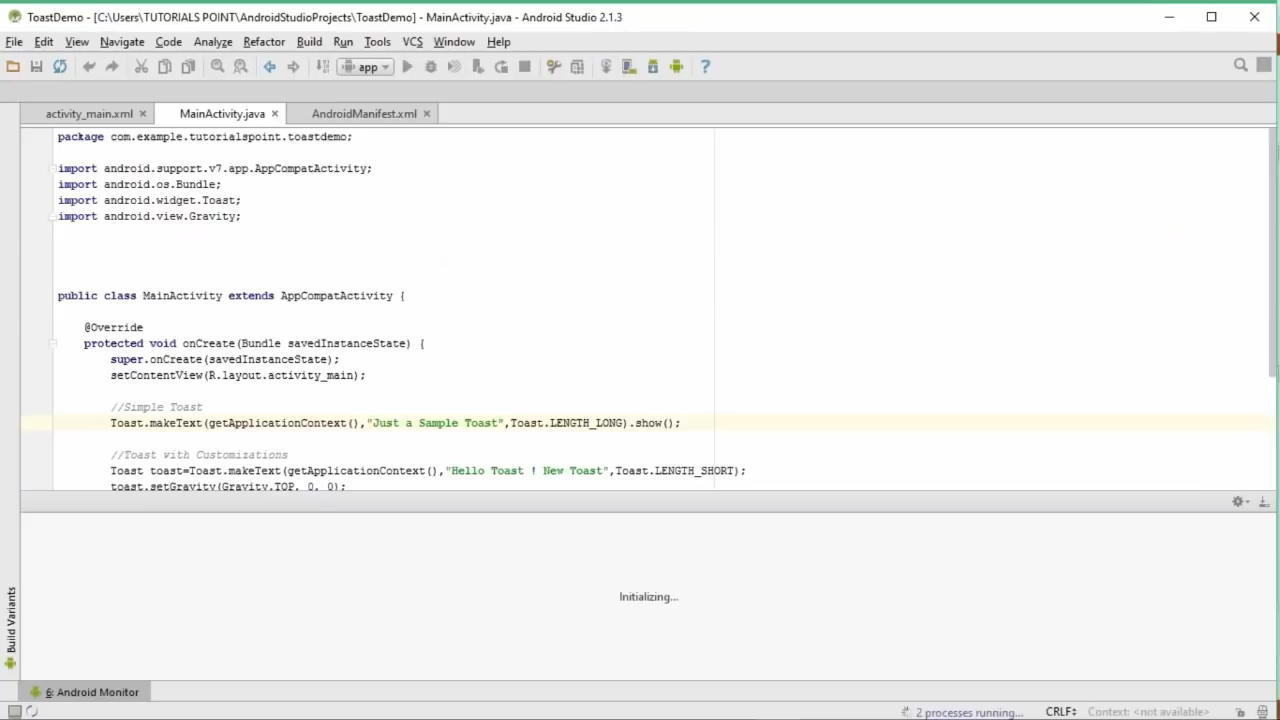 ToastDemo - [C:\Users\TUTORIALS POINT\AndroidStudioProjects\ToastDemo] - MainActivity.java - Android Studio 2.1.3
File Edit View Navigate Code Analyze Refactor Build Run Tools VCS Window Help
app
activity_main.xml MainActivity.java AndroidManifest.xml
package com.example.tutorialspoint.toastdemo;
import android.support.v7.app.AppCompatActivity;
import android.os.Bundle;
import android.widget.Toast;
import android.view.Gravity;
public class MainActivity extends AppCompatActivity {
@Override
protected void onCreate(Bundle savedInstanceState) {
super.onCreate(savedInstanceState);
setContentView(R.layout.activity_main);
//Simple Toast
Toast.makeText(getApplicationContext(),"Just a Sample Toast",Toast.LENGTH_LONG).show();
//Toast with Customizations
Toast toast=Toast.makeText(getApplicationContext(),"Hello Toast ! New Toast",Toast.LENGTH_SHORT);
toast.setGravity(Gravity.TOP, 0, 0);
Initializing...
Build Variants
6: Android Monitor
2 processes running... CRLF Context: <not available>